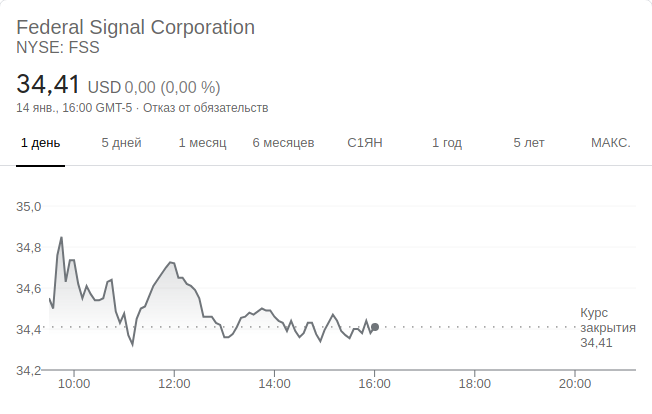 Federal Signal Corporation
NYSE: FSS
34,41 USD 0,00 (0,00 %)
14 янв., 16:00 GMT-5 · Отказ от обязательств
1 день 5 дней 1 месяц 6 месяцев С1ЯН 1 год 5 лет МАКС.
35,0
34,8
34,6
34,4
34,2
Курс
закрытия
34,41
10:00 12:00 14:00 16:00 18:00 20:00